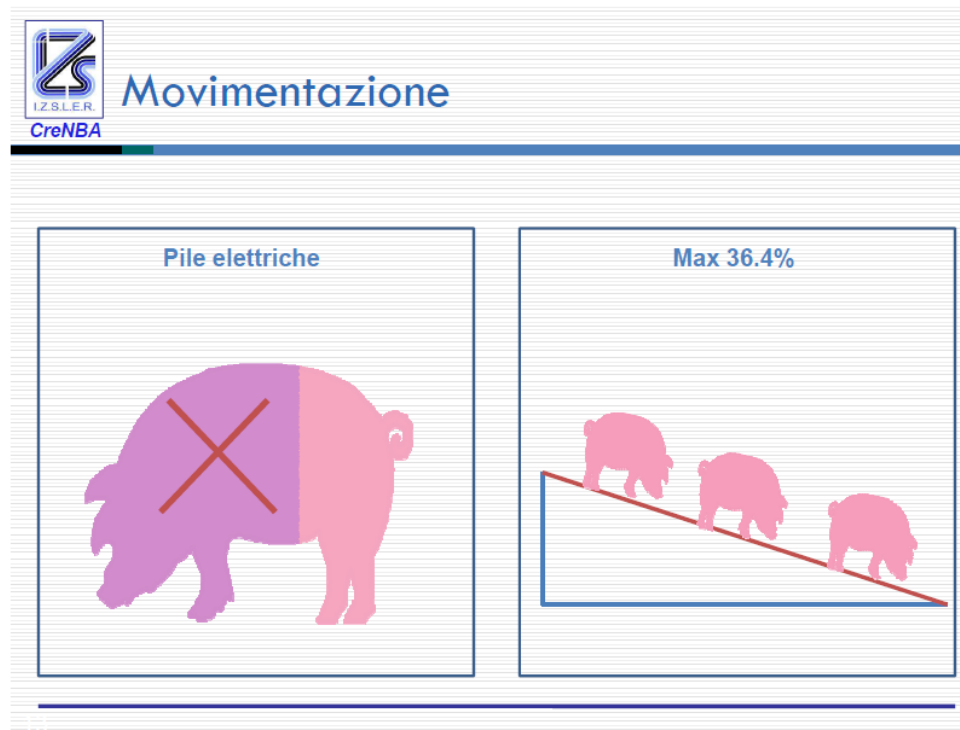 I.Z.S.L.E.R.
CreNBA
Movimentazione
Pile elettriche
Max 36.4%